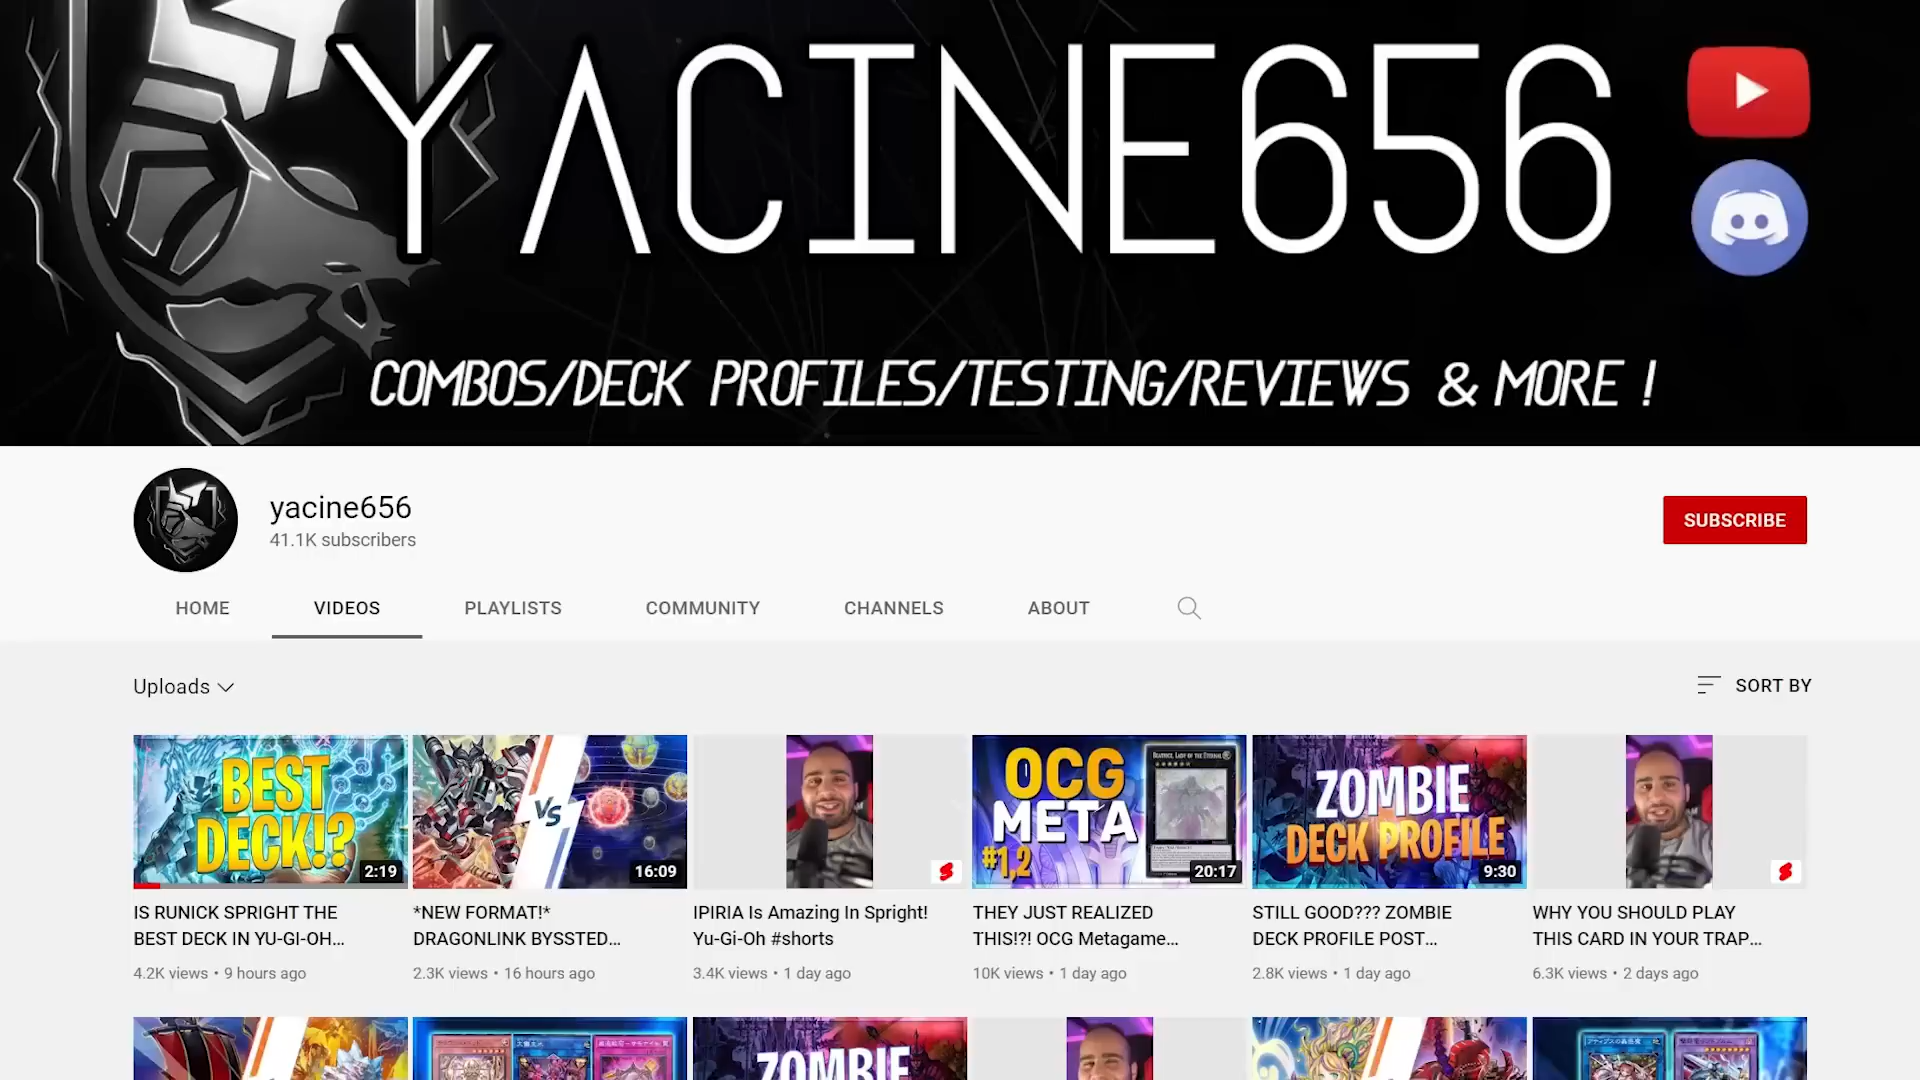 YACINE656
COMBOS/DECK PROFILES/TESTING/REVIEWS & MORE !
yacine656
41.1K subscribers
SUBSCRIBE
HOME
VIDEOS
PLAYLISTS
COMMUNITY
CHANNELS
ABOUT
Uploads
SORT BY
BEST
DECK!?
2:19
VS
16:09
OCG
META
#1,2
BEATRICE, LADY OF THE ETERNAL
20:17
ZOMBIE
DECK PROFILE
9:30
IS RUNICK SPRIGHT THE
BEST DECK IN YU-GI-OH...
4.2K views • 9 hours ago
*NEW FORMAT!*
DRAGONLINK BYSSTED...
2.3K views • 16 hours ago
IPIRIA Is Amazing In Spright!
Yu-Gi-Oh #shorts
3.4K views • 1 day ago
THEY JUST REALIZED
THIS!?! OCG Metagame...
10K views • 1 day ago
STILL GOOD??? ZOMBIE
DECK PROFILE POST...
2.8K views • 1 day ago
WHY YOU SHOULD PLAY
THIS CARD IN YOUR TRAP...
6.3K views • 2 days ago
ZOMBIE